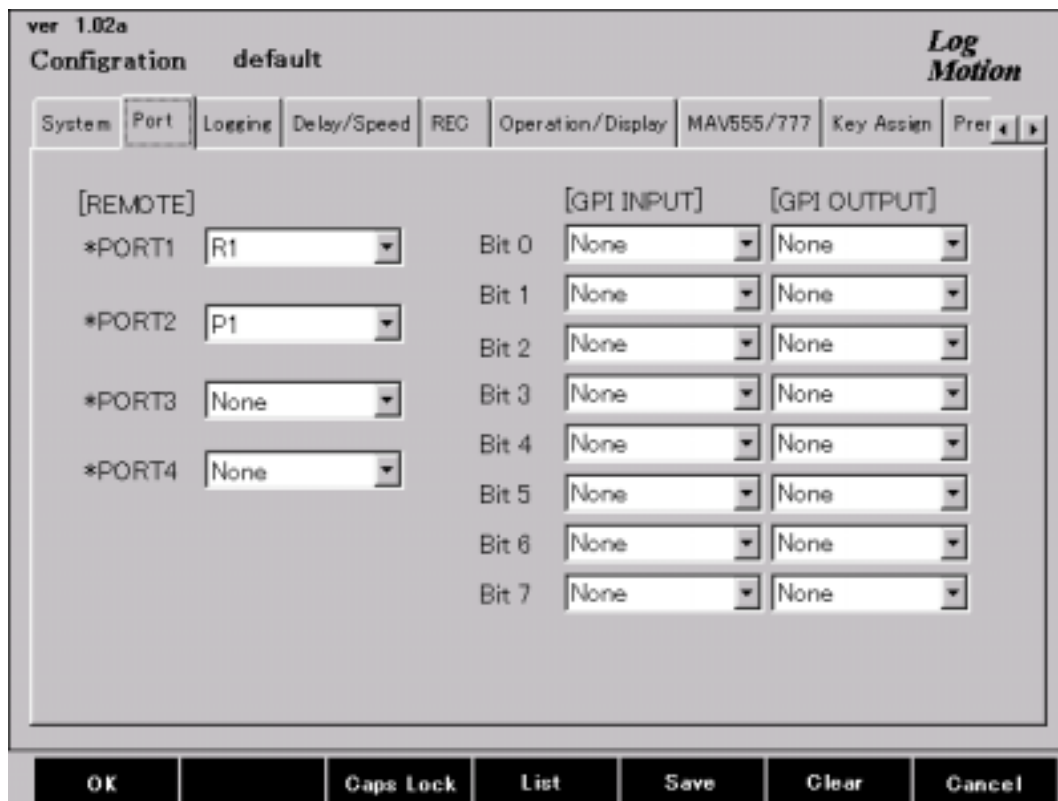 ver 1.02a
Configration default
Log
Motion
System Port Logging Delay/Speed REC Operation/Display MAV555/777 Key Assign
[REMOTE] [GPI INPUT] [GPI OUTPUT]
*PORT1 R1 Bit 0 None None
Bit 1 None None
*PORT2 P1 Bit 2 None None
*PORT3 None Bit 3 None None
Bit 4 None None
*PORT4 None Bit 5 None None
Bit 6 None None
Bit 7 None None
OK Caps Lock List Save Clear Cancel